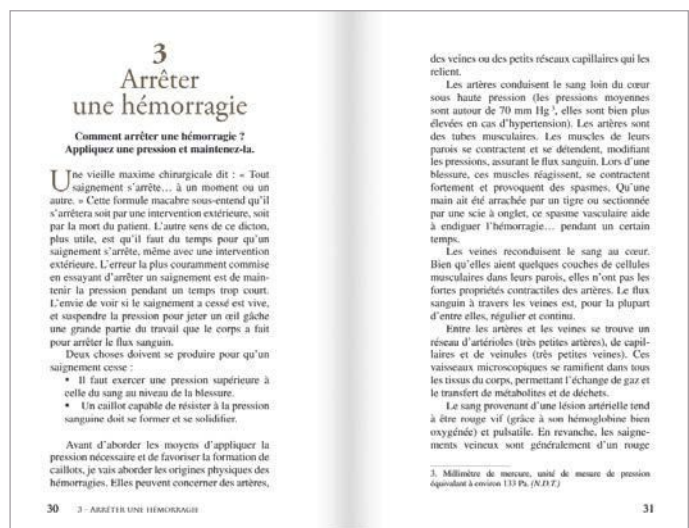 3
Arrêter
une hémorragie
Comment arrêter une hémorragie ?
Appliquez une pression et maintenez-la.
Une vieille maxime chirurgicale dit : « Tout
saignement s'arrête… à un moment ou un
autre. » Cette formule macabre sous-entend qu'il
s'arrêtera soit par une intervention extérieure, soit
par la mort du patient. L'autre sens de ce dicton,
plus utile, est qu'il faut du temps pour qu'un
saignement s'arrête, même avec une intervention
extérieure. L'erreur la plus couramment commise
en essayant d'arrêter un saignement est de main-
tenir la pression pendant un temps trop court.
L'envie de voir si le saignement a cessé est vive,
et suspendre la pression pour jeter un œil gâche
une grande partie du travail que le corps a fait
pour arrêter le flux sanguin.
Deux choses doivent se produire pour qu'un
saignement cesse :
• Il faut exercer une pression supérieure à
celle du sang au niveau de la blessure.
• Un caillot capable de résister à la pression
sanguine doit se former et se solidifier.
Avant d'aborder les moyens d'appliquer la
pression nécessaire et de favoriser la formation de
caillots, je vais aborder les origines physiques des
hémorragies. Elles peuvent concerner des artères,
30 3 - ARRÊTER UNE HÉMORRAGIE
des veines ou des petits réseaux capillaires qui les
relient.
Les artères conduisent le sang loin du cœur
sous haute pression (les pressions moyennes
sont autour de 70 mm Hg ³, elles sont bien plus
élevées en cas d'hypertension). Les artères sont
des tubes musculaires. Les muscles de leurs
parois se contractent et se détendent, modifiant
les pressions, assurant le flux sanguin. Lors d'une
blessure, ces muscles réagissent, se contractent
fortement et provoquent des spasmes. Qu'une
main ait été arrachée par un tigre ou sectionnée
par une scie à onglet, ce spasme vasculaire aide
à endiguer l'hémorragie… pendant un certain
temps.
Les veines reconduisent le sang au cœur.
Bien qu'elles aient quelques couches de cellules
musculaires dans leurs parois, elles n'ont pas les
fortes propriétés contractiles des artères. Le flux
sanguin à travers les veines est, pour la plupart
d'entre elles, régulier et continu.
Entre les artères et les veines se trouve un
réseau d'artérioles (très petites artères), de capil-
laires et de veinules (très petites veines). Ces
vaisseaux microscopiques se ramifient dans tous
les tissus du corps, permettant l'échange de gaz et
le transfert de métabolites et de déchets.
Le sang provenant d'une lésion artérielle tend
à être rouge vif (grâce à son hémoglobine bien
oxygénée) et pulsatile. En revanche, les saigne-
ments veineux sont généralement d'un rouge
3. Millimètre de mercure, unité de mesure de pression
équivalant à environ 133 Pa. (N.D.T.)
31